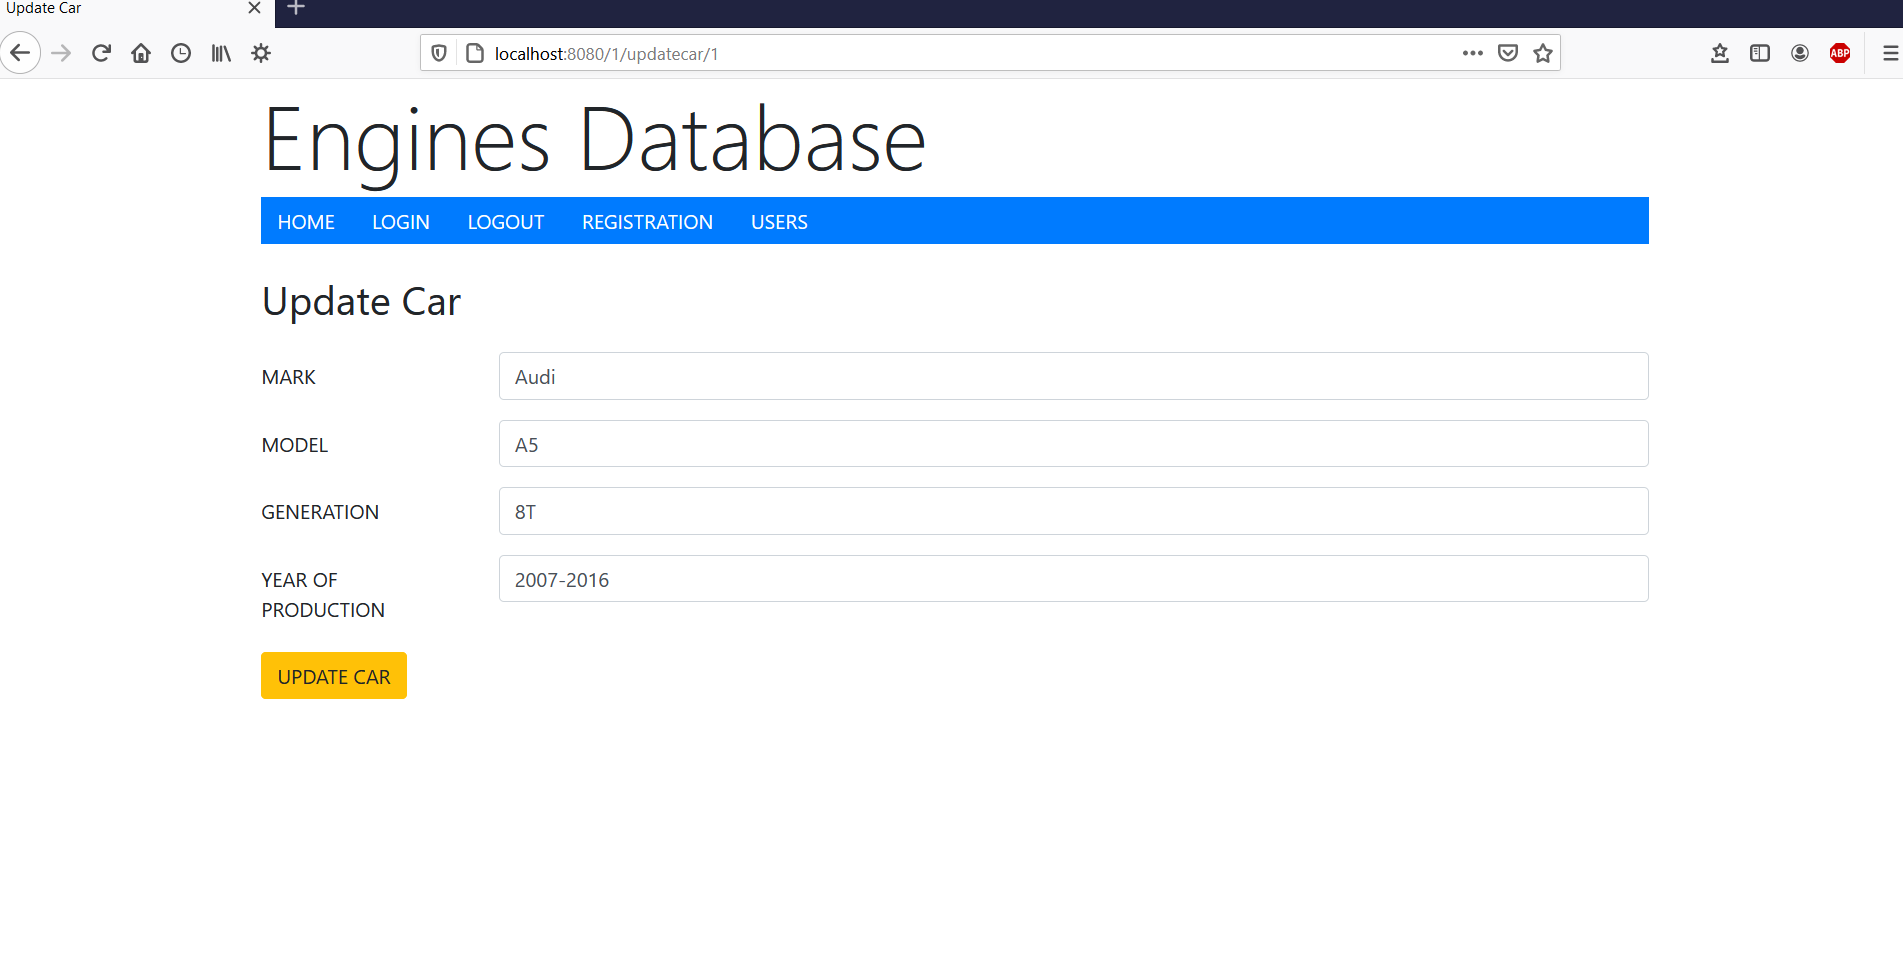 Update Car
localhost:8080/1/updatecar/1
ABP
Engines Database
HOME LOGIN LOGOUT REGISTRATION USERS
Update Car
MARK Audi
MODEL A5
GENERATION 8T
YEAR OF 2007-2016
PRODUCTION
UPDATE CAR